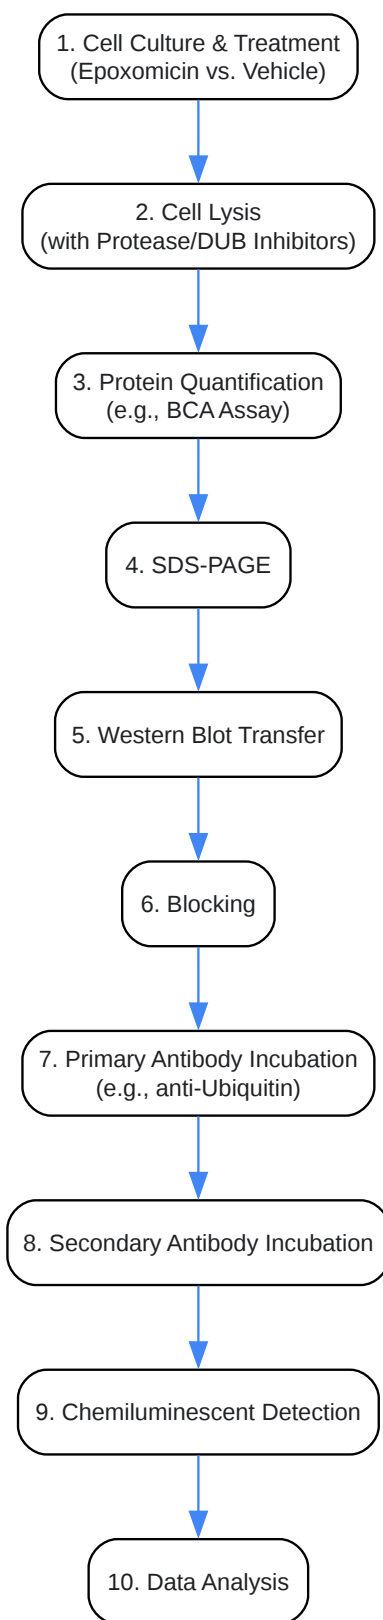 1. Cell Culture & Treatment
(Epoxomicin vs. Vehicle)
2. Cell Lysis
(with Protease/DUB Inhibitors)
3. Protein Quantification
(e.g., BCA Assay)
4. SDS-PAGE
5. Western Blot Transfer
6. Blocking
7. Primary Antibody Incubation
(e.g., anti-Ubiquitin)
8. Secondary Antibody Incubation
9. Chemiluminescent Detection
10. Data Analysis